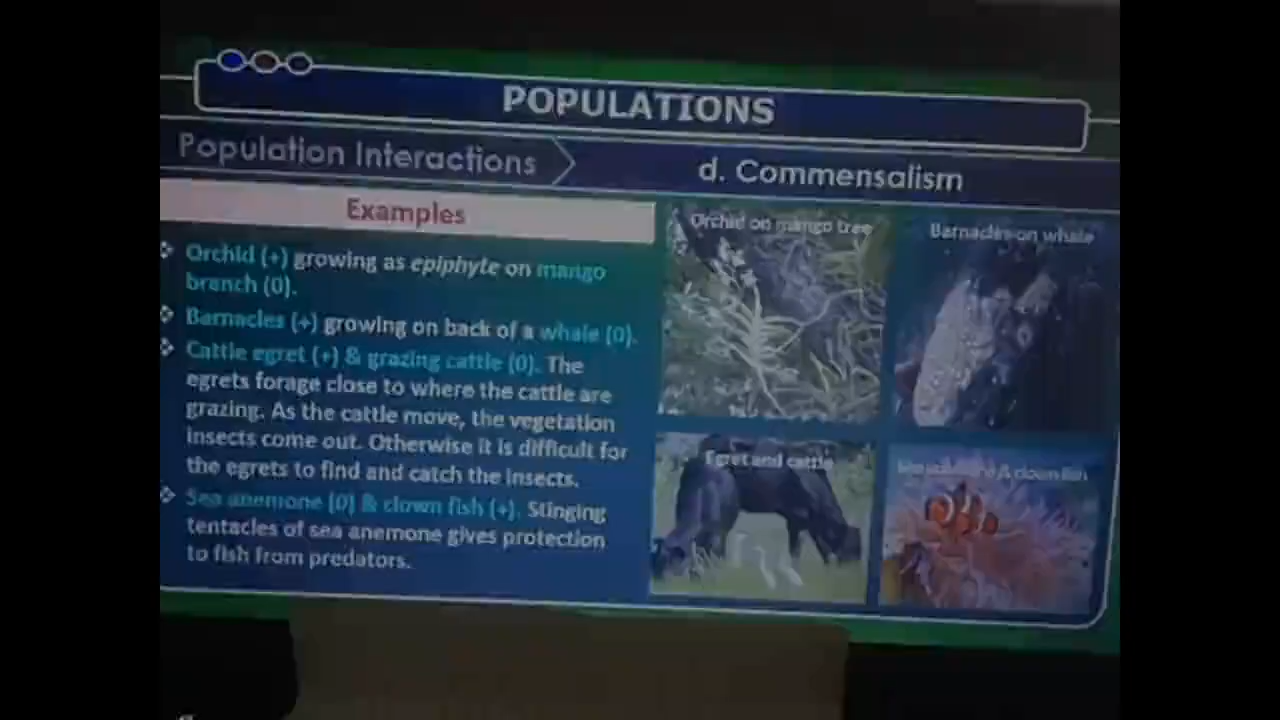 POPULATIONS
Population Interactions
d. Commensalism
Examples
Orchid (+) growing as epiphyte on mango
branch (0).
Barnacles (+) growing on back of a whale (0).
Cattle egret (+) & grazing cattle (0). The
egrets forage close to where the cattle are
grazing. As the cattle move, the vegetation
insects come out. Otherwise it is difficult for
the egrets to find and catch the insects.
Sea anemone (0) & clown fish (+). Stinging
tentacles of sea anemone gives protection
to fish from predators.
Orchid on mango tree
Barnacles on whale
Egret and cattle
& clown fish